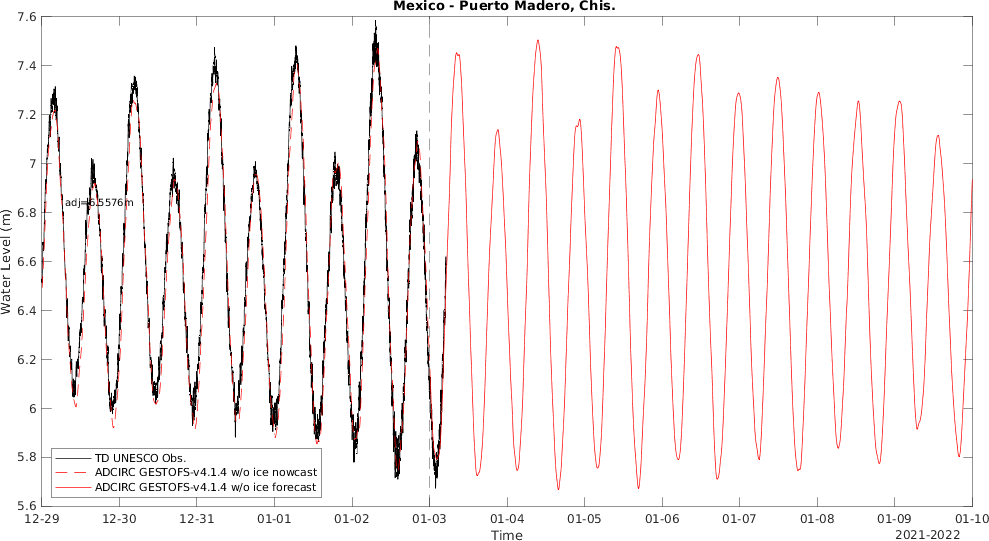 Mexico - Puerto Madero, Chis.
7.6
7.4
7.2
7
6.8
6.6
6.4
6.2
6
5.8
5.6
Water Level (m)
adj=6.5576m
TD UNESCO Obs.
ADCIRC GESTOFS-v4.1.4 w/o ice nowcast
ADCIRC GESTOFS-v4.1.4 w/o ice forecast
12-29 12-30 12-31 01-01 01-02 01-03 01-04 01-05 01-06 01-07 01-08 01-09 01-10
Time
2021-2022